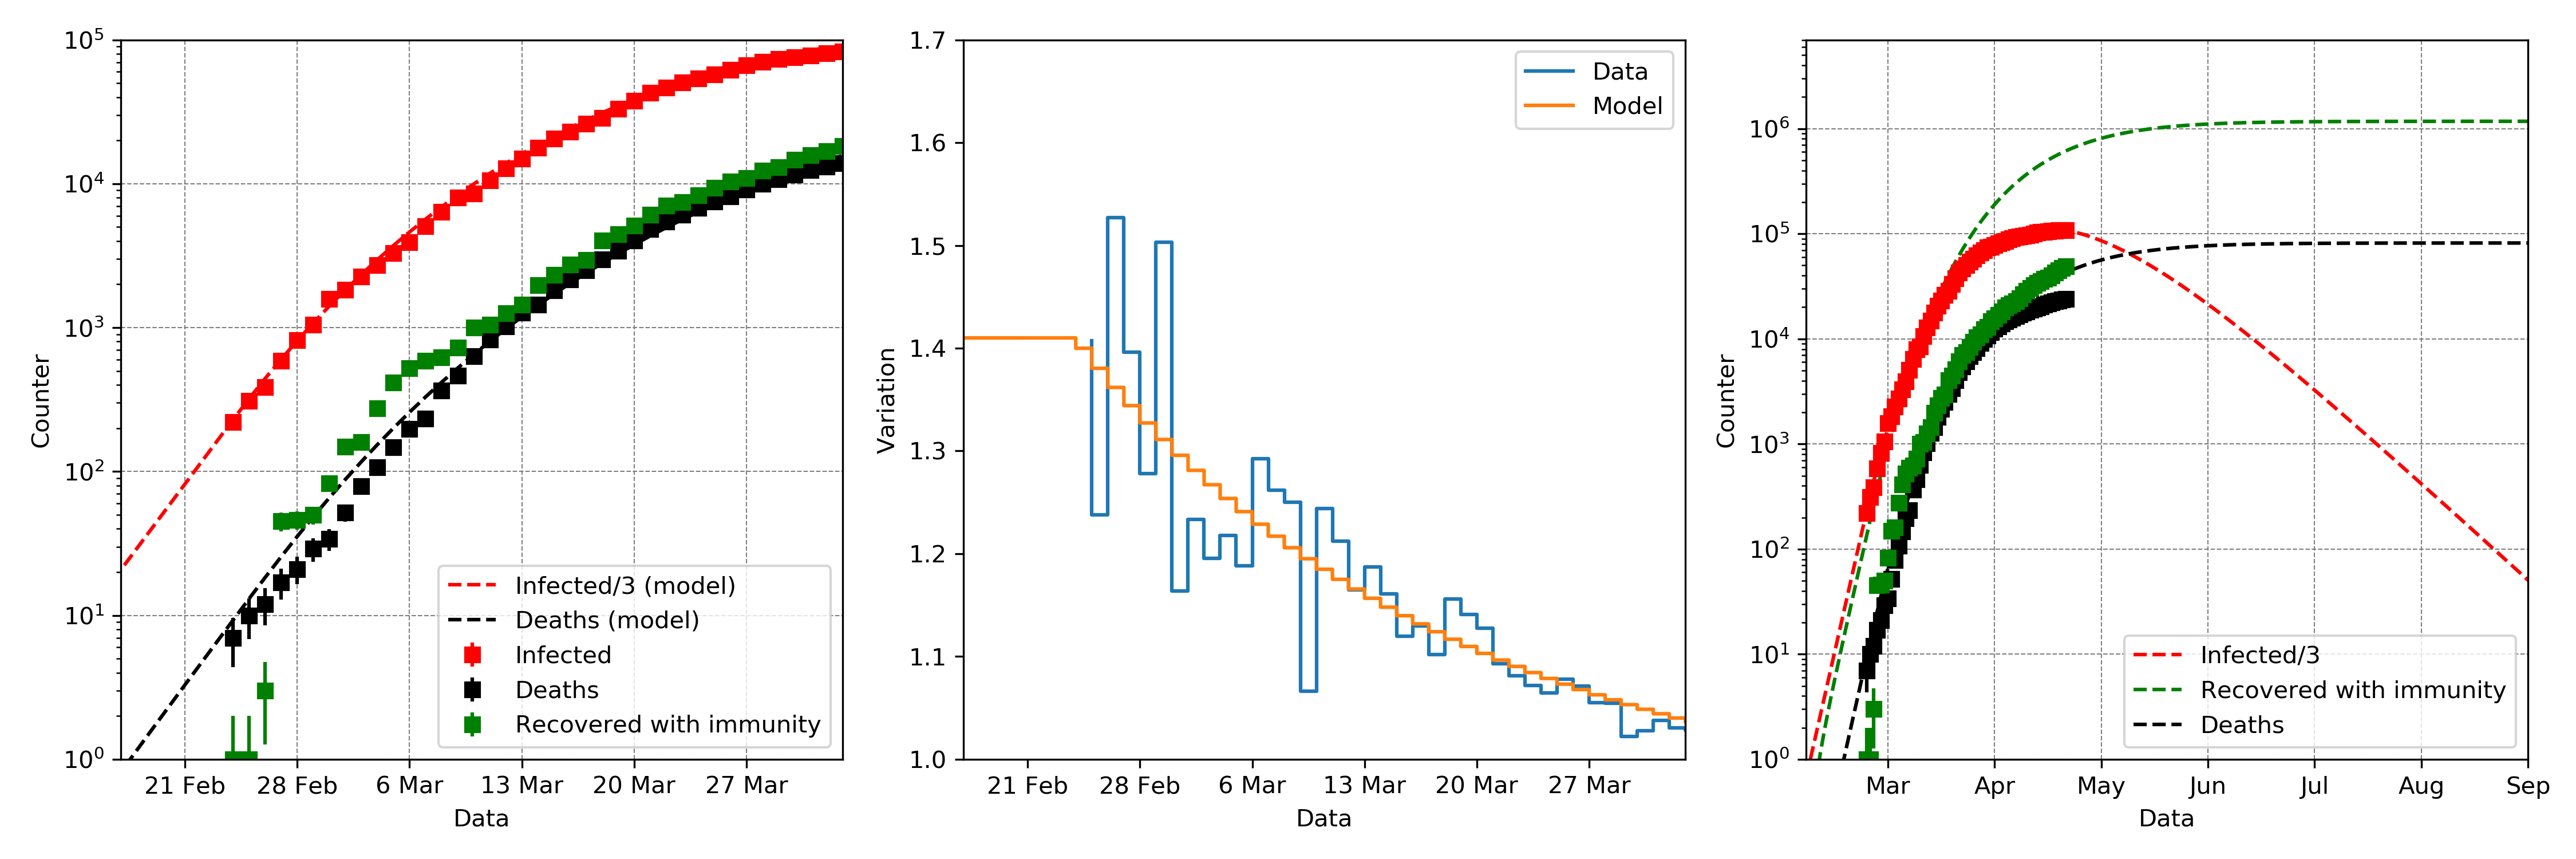 10^5
10^4
10^3
10^2
10^1
10^0
Counter
21 Feb 28 Feb 6 Mar 13 Mar 20 Mar 27 Mar
Data
Infected/3 (model)
Deaths (model)
Infected
Deaths
Recovered with immunity
1.7
1.6
1.5
1.4
1.3
1.2
1.1
1.0
Variation
21 Feb 28 Feb 6 Mar 13 Mar 20 Mar 27 Mar
Data
Data
Model
10^6
10^5
10^4
10^3
10^2
10^1
10^0
Counter
Mar Apr May Jun Jul Aug Sep
Data
Infected/3
Recovered with immunity
Deaths